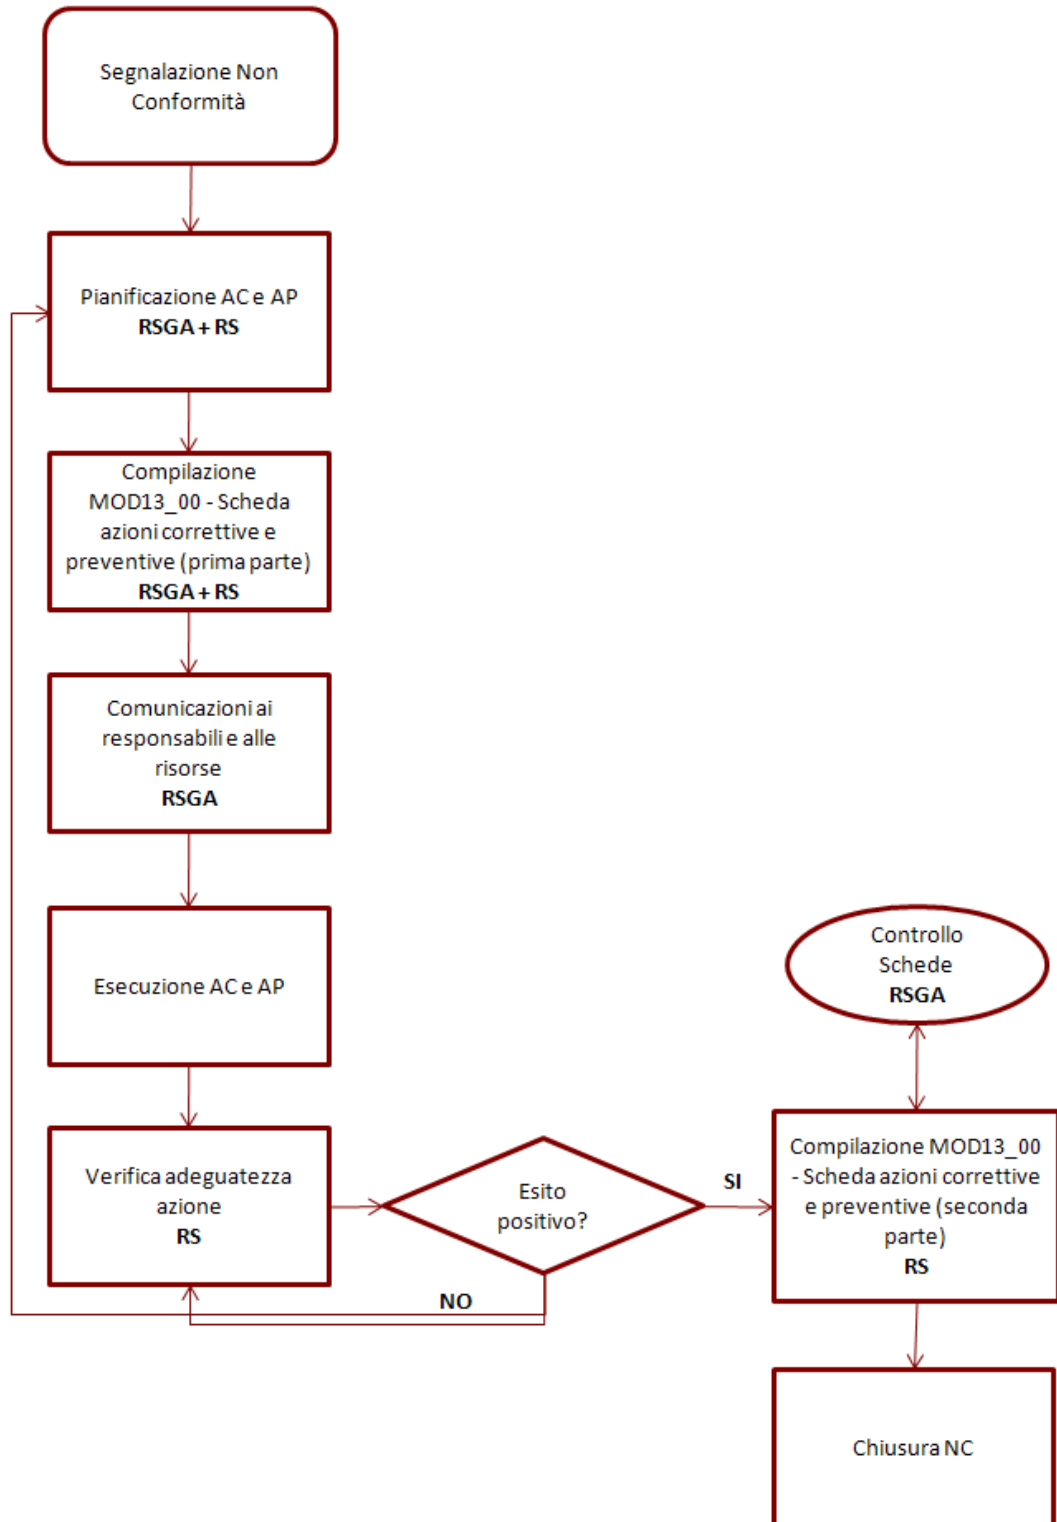 Segnalazione Non
Conformità
Pianificazione AC e AP
RSGA + RS
Compilazione
MOD13_00 - Scheda
azioni correttive e
preventive (prima parte)
RSGA + RS
Comunicazioni ai
responsabili e alle
risorse
RSGA
Esecuzione AC e AP
Verifica adeguatezza
azione
RS
Esito
positivo?
SI
NO
Controllo
Schede
RSGA
Compilazione MOD13_00
- Scheda azioni correttive
e preventive (seconda
parte)
RS
Chiusura NC